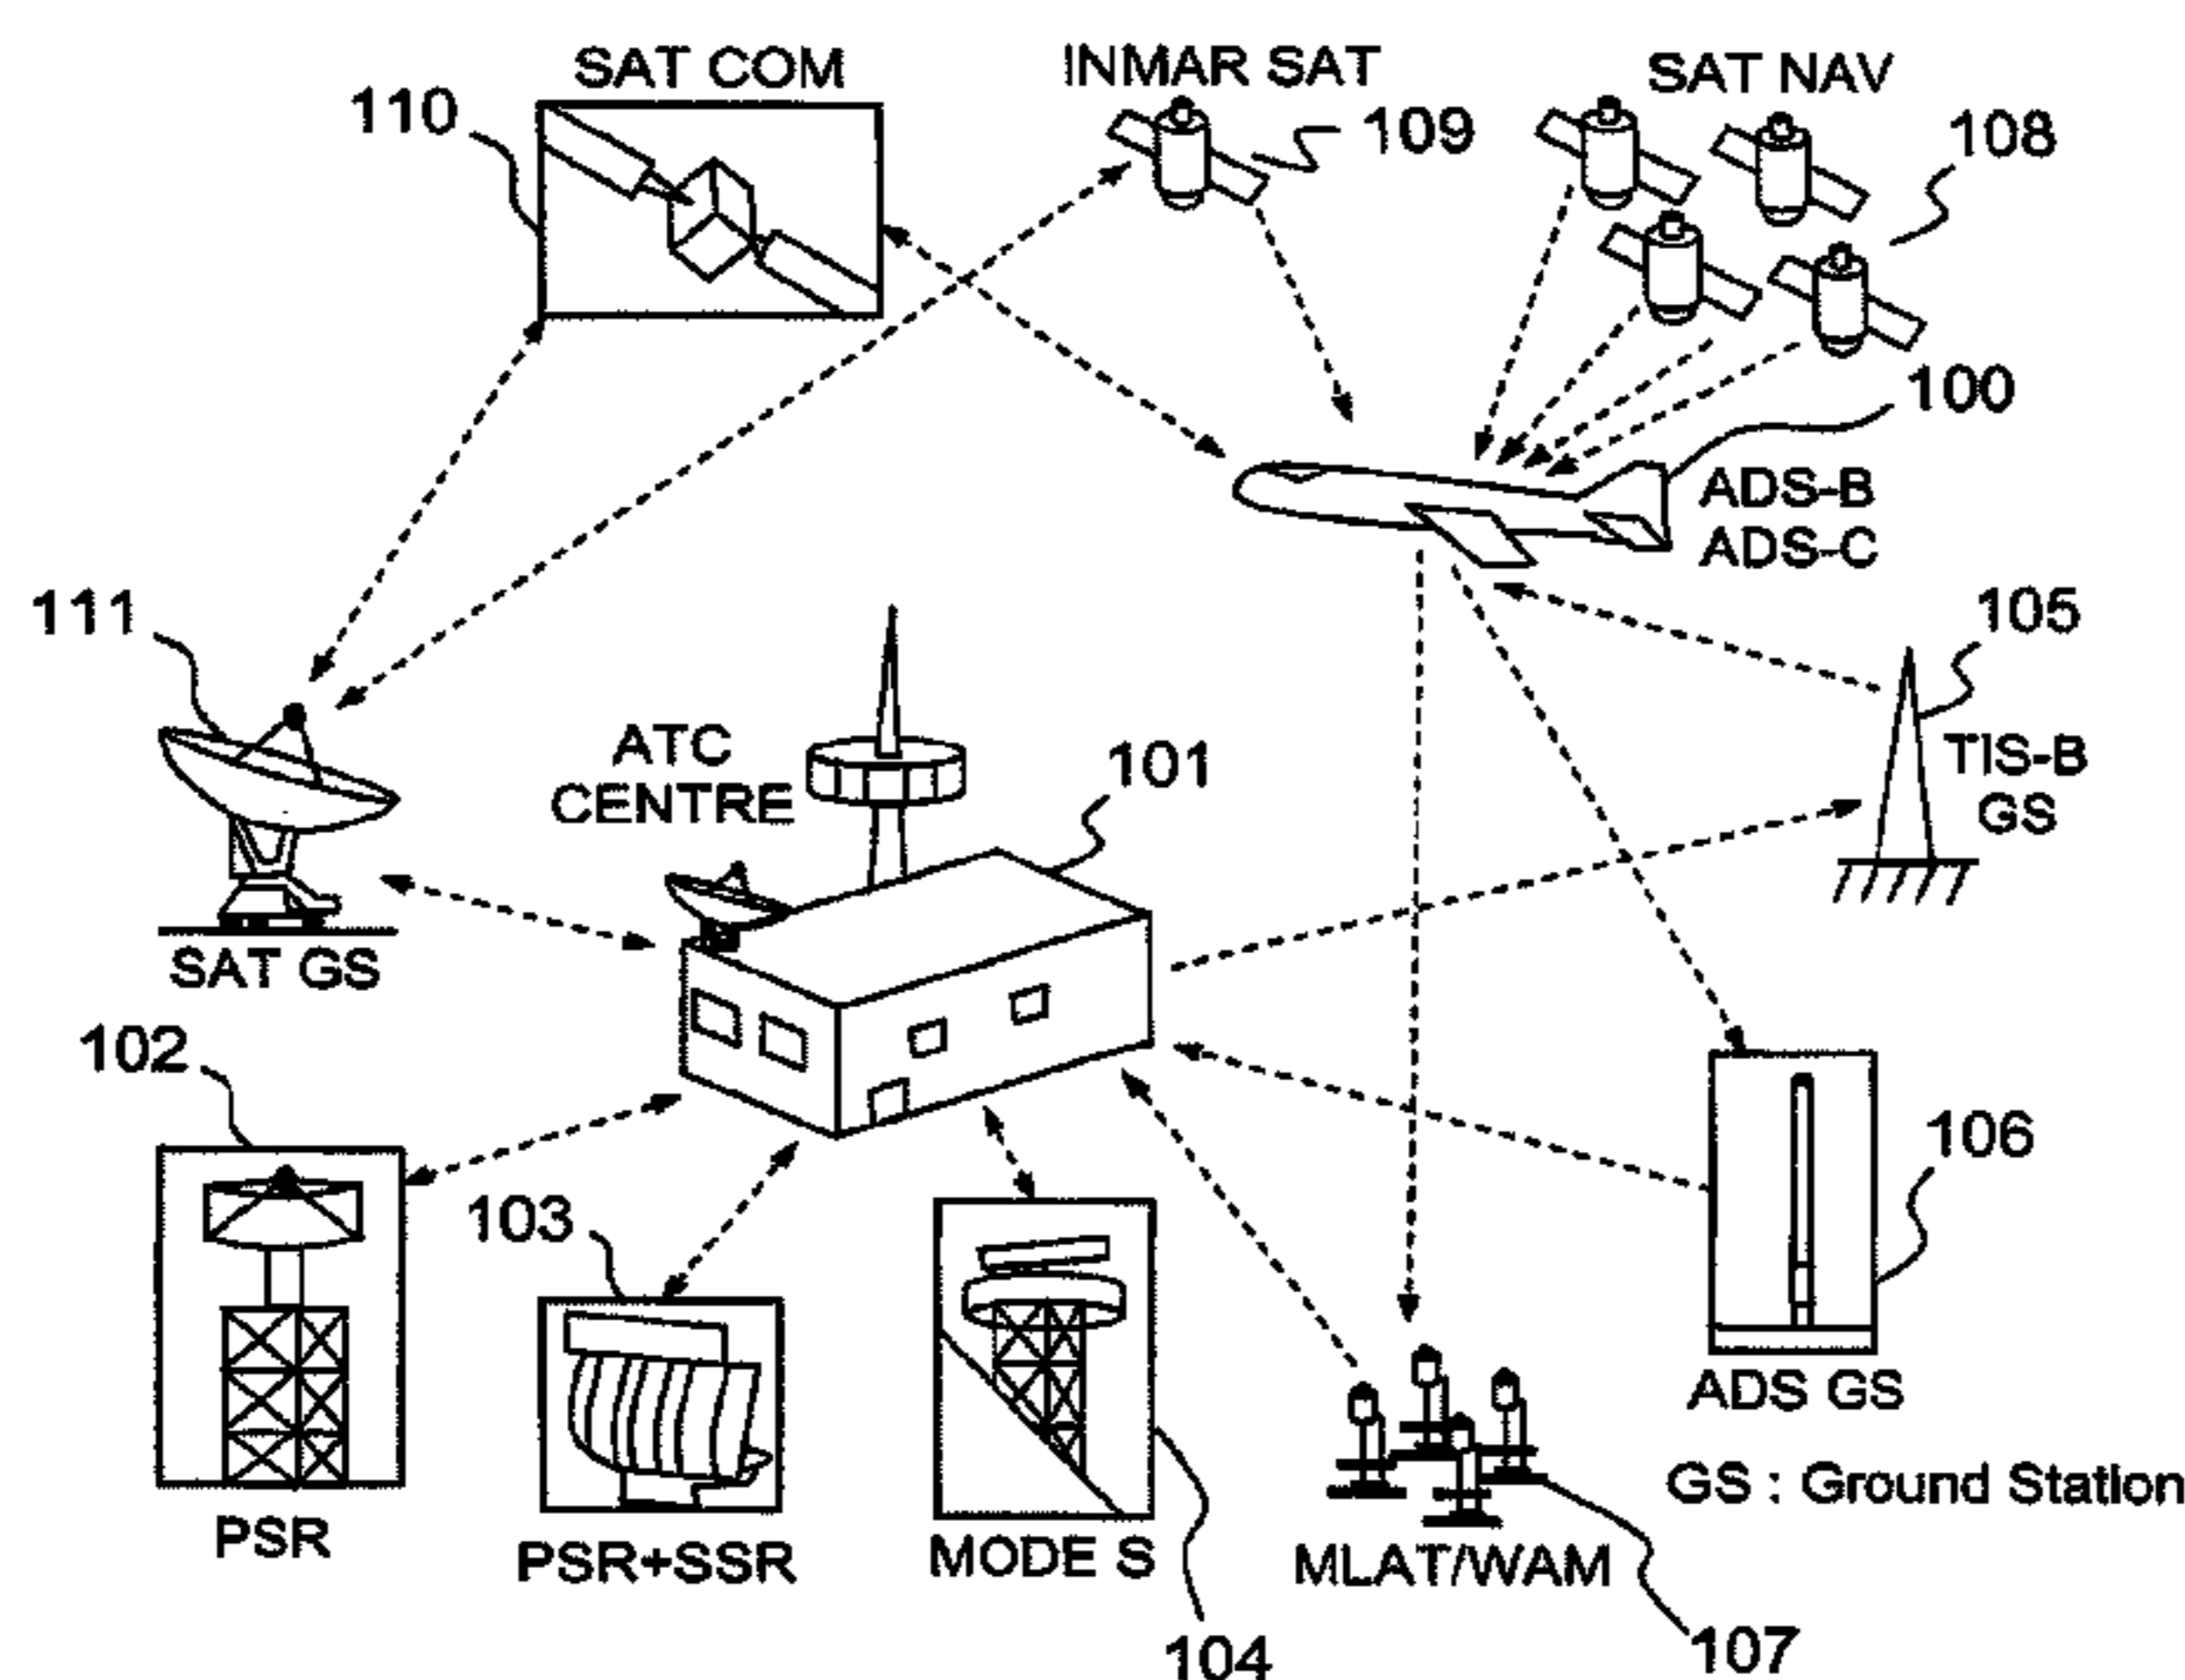 SAT COM
INMAR SAT
SAT NAV
110
109
108
100
ADS-B
ADS-C
111
105
ATC
CENTRE
101
TIS-B
GS
SAT GS
102
103
106
ADS GS
GS : Ground Station
PSR
PSR+SSR
MODE S
MLAT/WAM
104
107